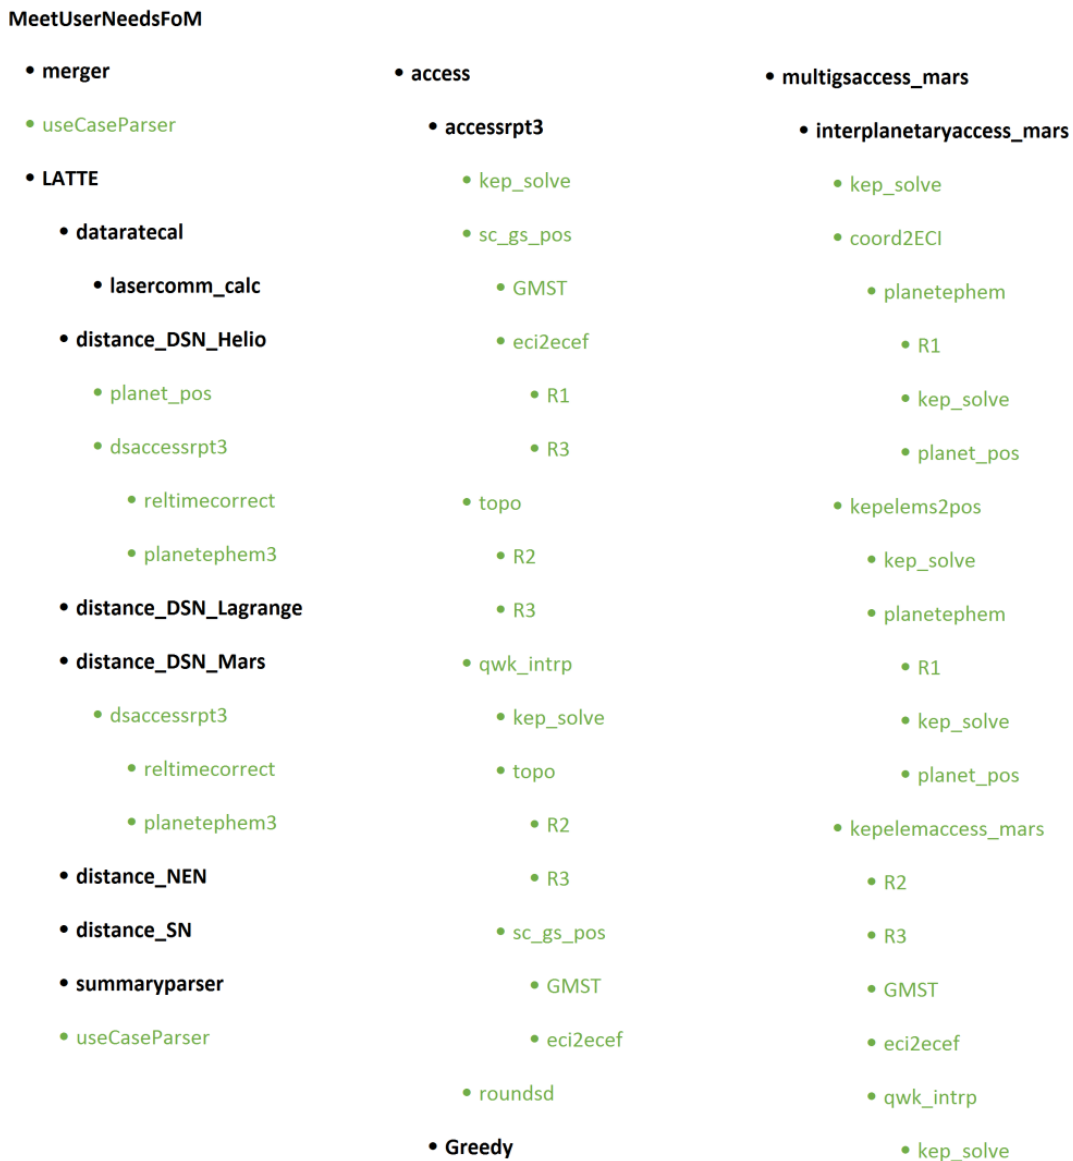 MeetUserNeedsFoM
• merger
• useCaseParser
• LATTE
• dataratecal
• lasercomm_calc
• distance_DSN_Helio
• planet_pos
• dsaccessrpt3
• reltimecorrect
• planetephem3
• distance_DSN_Lagrange
• distance_DSN_Mars
• dsaccessrpt3
• reltimecorrect
• planetephem3
• distance_NEN
• distance_SN
• summaryparser
• useCaseParser
• access
• accessrpt3
• kep_solve
• sc_gs_pos
• GMST
• eci2ecef
• R1
• R3
• topo
• R2
• R3
• qwk_intrp
• kep_solve
• topo
• R2
• R3
• sc_gs_pos
• GMST
• eci2ecef
• roundsd
• Greedy
• multigsaccess_mars
• interplanetaryaccess_mars
• kep_solve
• coord2ECI
• planetephem
• R1
• kep_solve
• planet_pos
• kepelems2pos
• kep_solve
• planetephem
• R1
• kep_solve
• planet_pos
• kepelemaccess_mars
• R2
• R3
• GMST
• eci2ecef
• qwk_intrp
• kep_solve